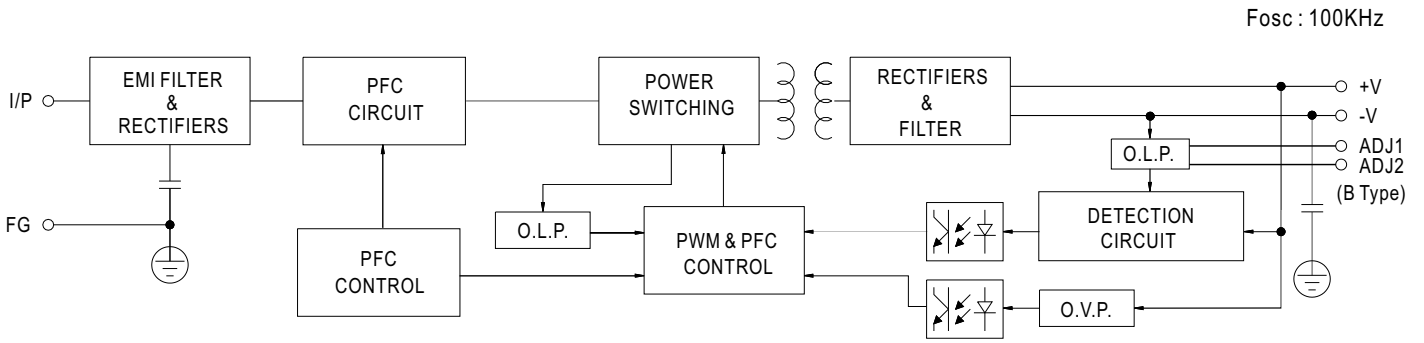 Fosc : 100KHz
I/P
EMI FILTER
&
RECTIFIERS
PFC
CIRCUIT
POWER
SWITCHING
RECTIFIERS
&
FILTER
+V
-V
ADJ1
ADJ2
(B Type)
O.L.P.
FG
O.L.P.
PFC
CONTROL
PWM & PFC
CONTROL
DETECTION
CIRCUIT
O.V.P.